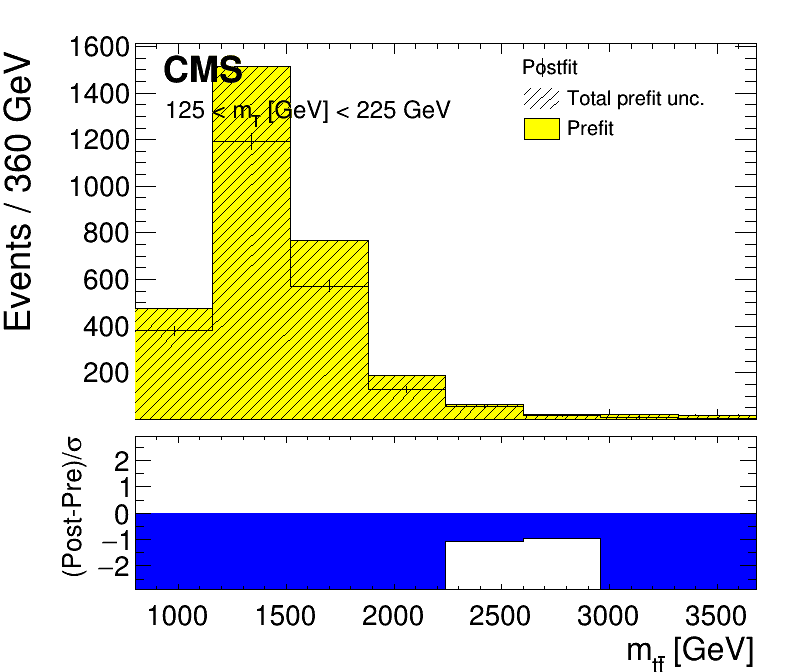 Events / 360 GeV
1600
1400
1200
1000
800
600
400
200
CMS
125 < m_T [GeV] < 225 GeV
Postfit
Total prefit unc.
Prefit
(Post-Pre)/σ
2
1
0
−1
−2
1000 1500 2000 2500 3000 3500
m_tt̄ [GeV]